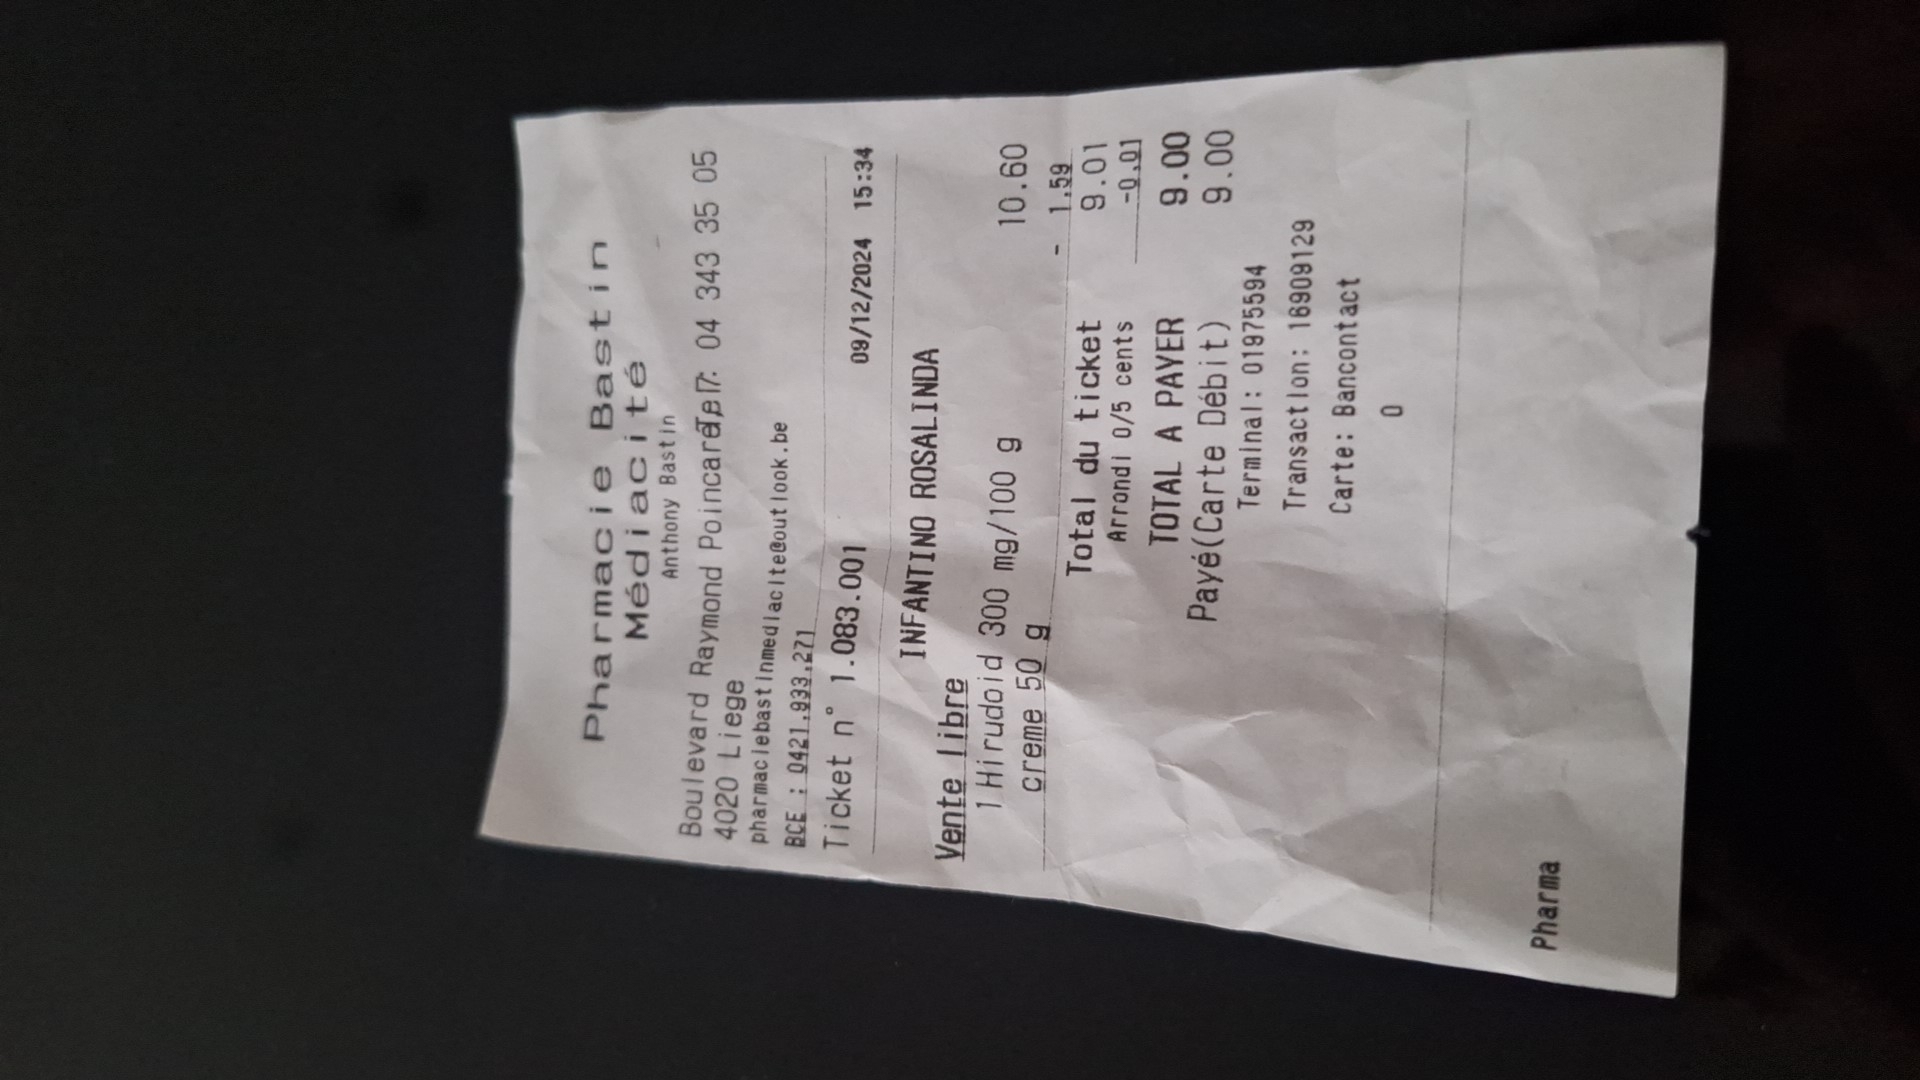 Pharmacie Bastin
Médiacité
Anthony Bastin
Boulevard Raymond Poincaré, 7 Tel: 04 343 35 05
4020 Liege
pharmaciebastinmediacite@outlook.be
BCE : 0421.933.271
Ticket n° 1.083.001 09/12/2024 15:34
INFANTINO ROSALINDA
Vente libre
1 Hirudoid 300 mg/100 g 10.60
creme 50 g - 1.59
Total du ticket 9.01
Arrondi 0/5 cents -0.01
TOTAL A PAYER 9.00
Payé(Carte Débit) 9.00
Terminal: 01975594
Transaction: 16909129
Carte: Bancontact
0
Pharma